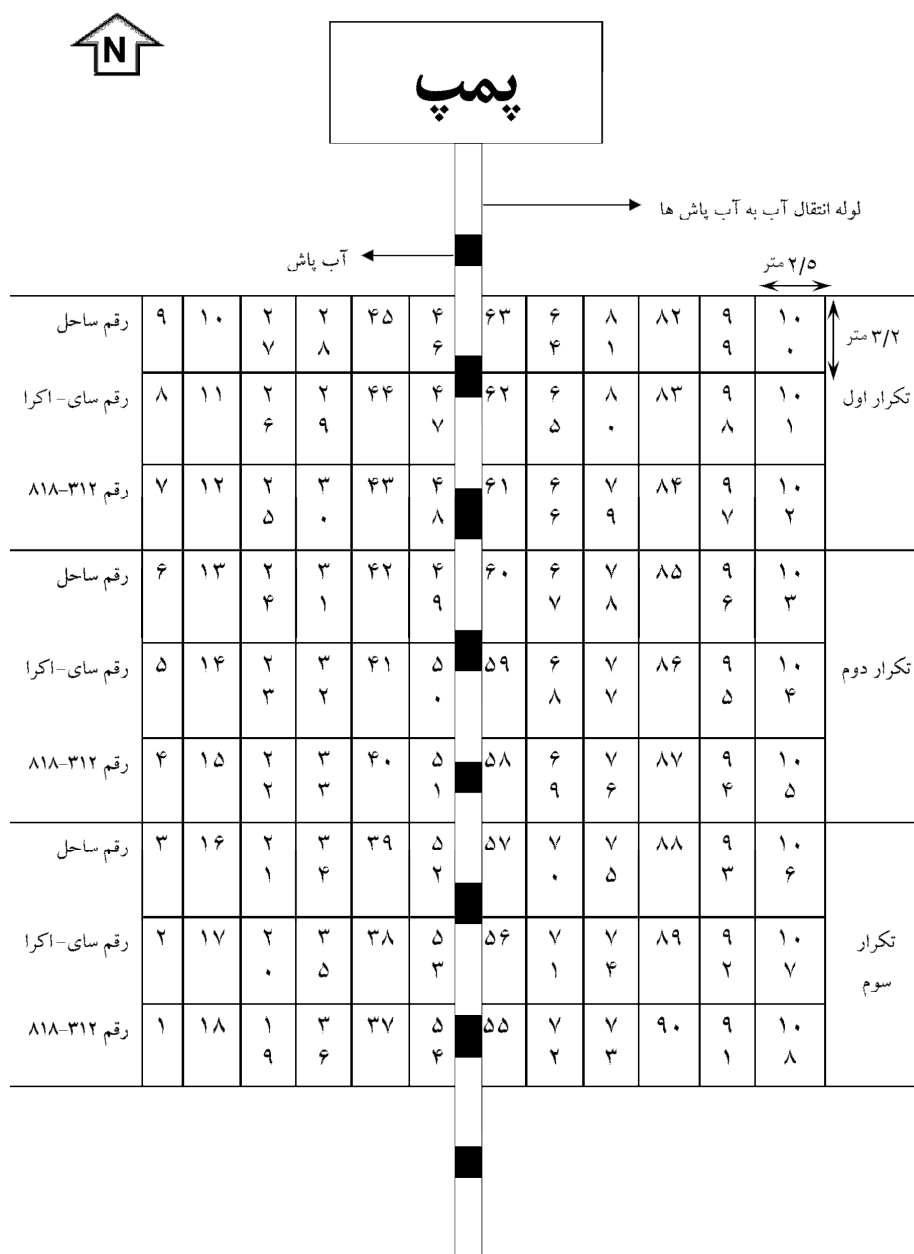 N
پمپ
لوله انتقال آب به آب پاش ها
آب پاش
۲/۵ متر
۳/۲ متر
رقم ساحل ۹ ۱۰ ۲۷ ۲۸ ۴۵ ۴۶ ۶۳ ۶۴ ۸۱ ۸۲ ۹۹ ۱۰۰
رقم سای-اکرا ۸ ۱۱ ۲۶ ۲۹ ۴۴ ۴۷ ۶۲ ۶۵ ۸۰ ۸۳ ۹۸ ۱۰۱ تکرار اول
رقم ۳۱۲-۸۱۸ ۷ ۱۲ ۲۵ ۳۰ ۴۳ ۴۸ ۶۱ ۶۶ ۷۹ ۸۴ ۹۷ ۱۰۲
رقم ساحل ۶ ۱۳ ۲۴ ۳۱ ۴۲ ۴۹ ۶۰ ۶۷ ۷۸ ۸۵ ۹۶ ۱۰۳
رقم سای-اکرا ۵ ۱۴ ۲۳ ۳۲ ۴۱ ۵۰ ۵۹ ۶۸ ۷۷ ۸۶ ۹۵ ۱۰۴ تکرار دوم
رقم ۳۱۲-۸۱۸ ۴ ۱۵ ۲۲ ۳۳ ۴۰ ۵۱ ۵۸ ۶۹ ۷۶ ۸۷ ۹۴ ۱۰۵
رقم ساحل ۳ ۱۶ ۲۱ ۳۴ ۳۹ ۵۲ ۵۷ ۷۰ ۷۵ ۸۸ ۹۳ ۱۰۶
رقم سای-اکرا ۲ ۱۷ ۲۰ ۳۵ ۳۸ ۵۳ ۵۶ ۷۱ ۷۴ ۸۹ ۹۲ ۱۰۷ تکرار
سوم
رقم ۳۱۲-۸۱۸ ۱ ۱۸ ۱۹ ۳۶ ۳۷ ۵۴ ۵۵ ۷۲ ۷۳ ۹۰ ۹۱ ۱۰۸